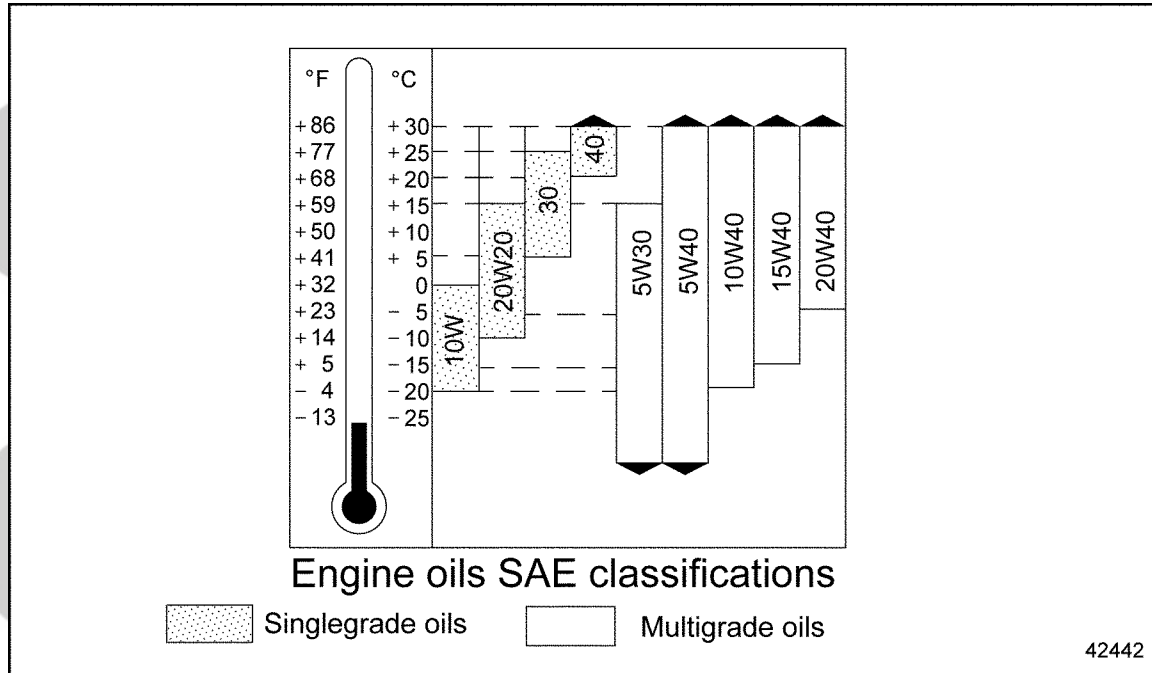 °F °C
+ 86 + 30
+ 77 + 25
+ 68 + 20
+ 59 + 15
+ 50 + 10
+ 41 + 5
+ 32 0
+ 23 - 5
+ 14 - 10
+ 5 - 15
- 4 - 20
- 13 - 25
10W
20W20
30
40
5W30
5W40
10W40
15W40
20W40
Engine oils SAE classifications
Singlegrade oils
Multigrade oils
42442